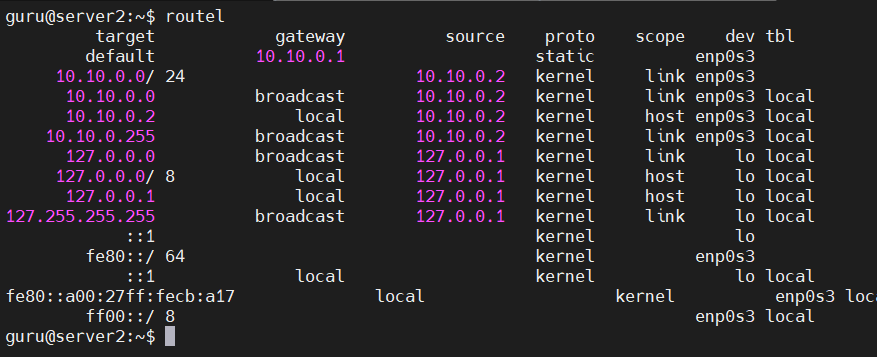 guru@server2:~$ routel
target gateway source proto scope dev tbl
default 10.10.0.1 static enp0s3
10.10.0.0/ 24 10.10.0.2 kernel link enp0s3
10.10.0.0 broadcast 10.10.0.2 kernel link enp0s3 local
10.10.0.2 local 10.10.0.2 kernel host enp0s3 local
10.10.0.255 broadcast 10.10.0.2 kernel link enp0s3 local
127.0.0.0 broadcast 127.0.0.1 kernel link lo local
127.0.0.0/ 8 local 127.0.0.1 kernel host lo local
127.0.0.1 local 127.0.0.1 kernel host lo local
127.255.255.255 broadcast 127.0.0.1 kernel link lo local
::1 kernel lo
fe80::/ 64 kernel enp0s3
::1 local kernel lo local
fe80::a00:27ff:fecb:a17 local kernel enp0s3 loca
ff00::/ 8 enp0s3 local
guru@server2:~$